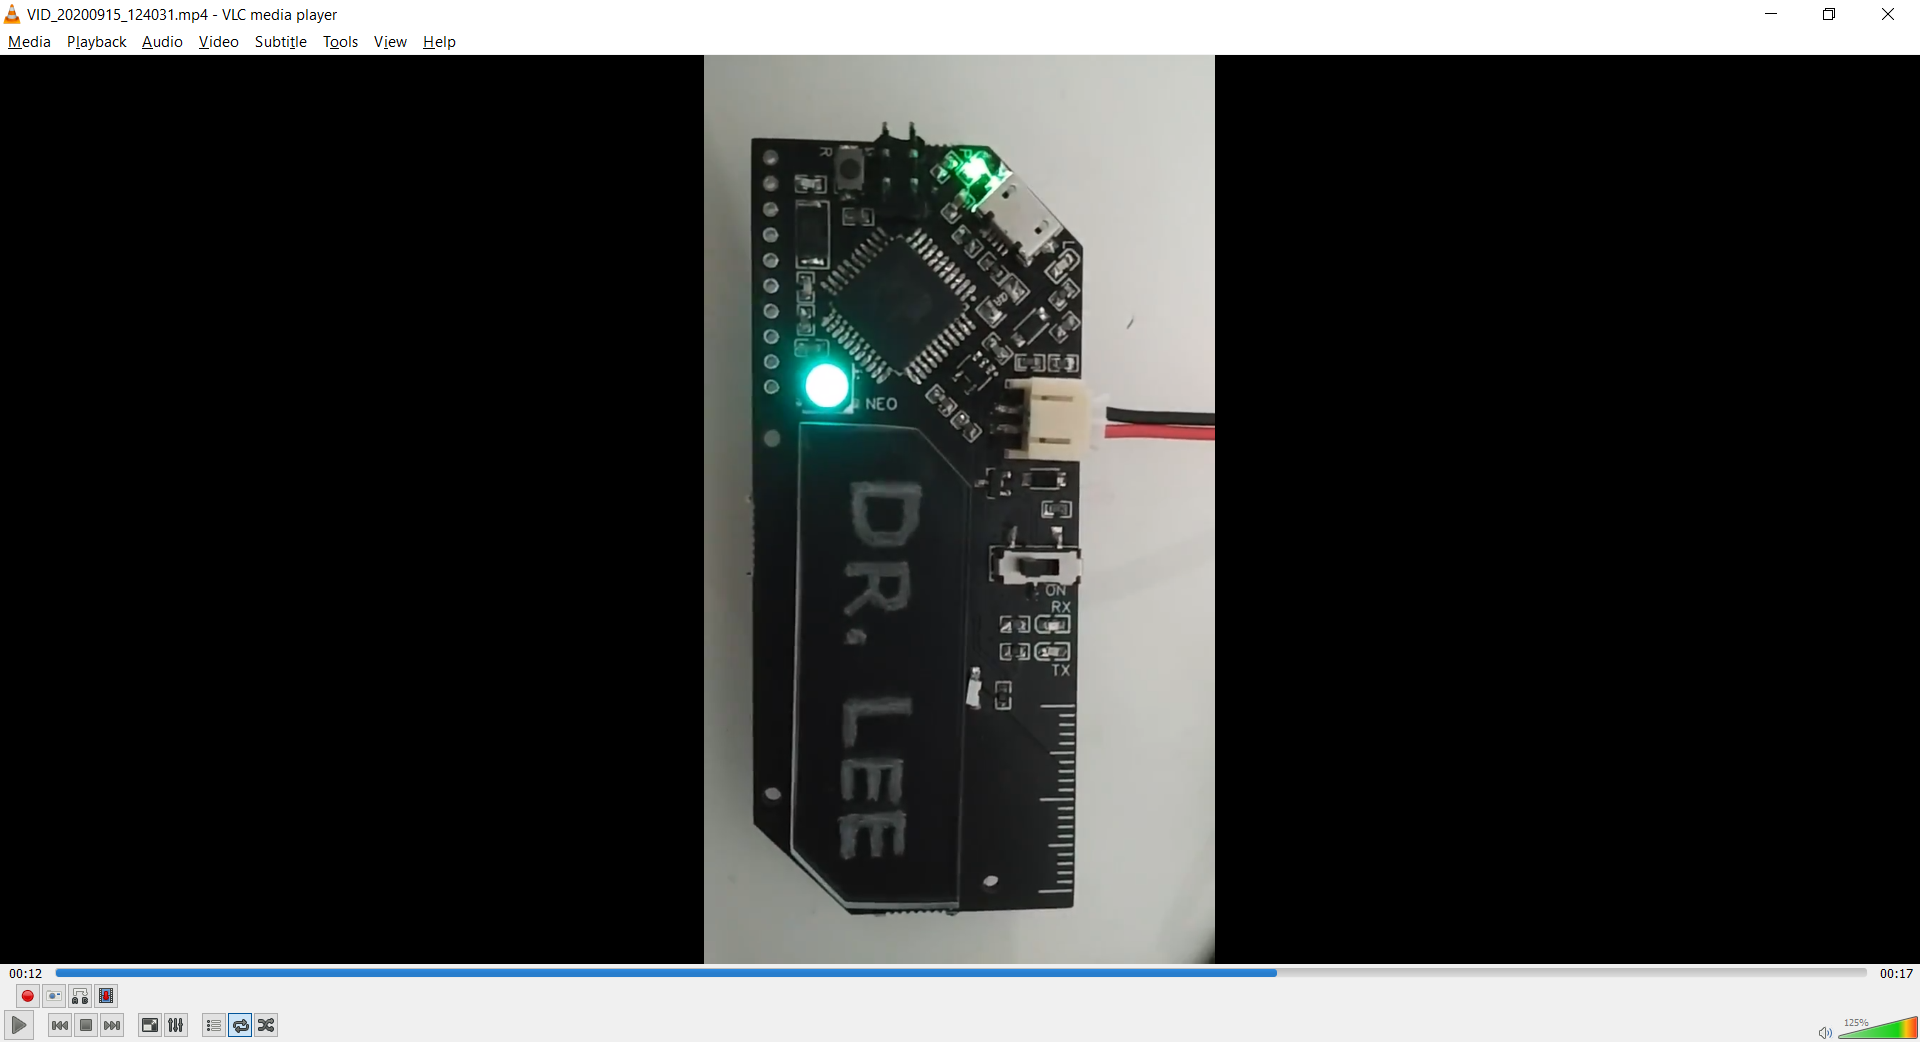 VID_20200915_124031.mp4 - VLC media player
Media Playback Audio Video Subtitle Tools View Help
R
NEO
DR. LEE
ON
RX
TX
00:12
00:17
125%